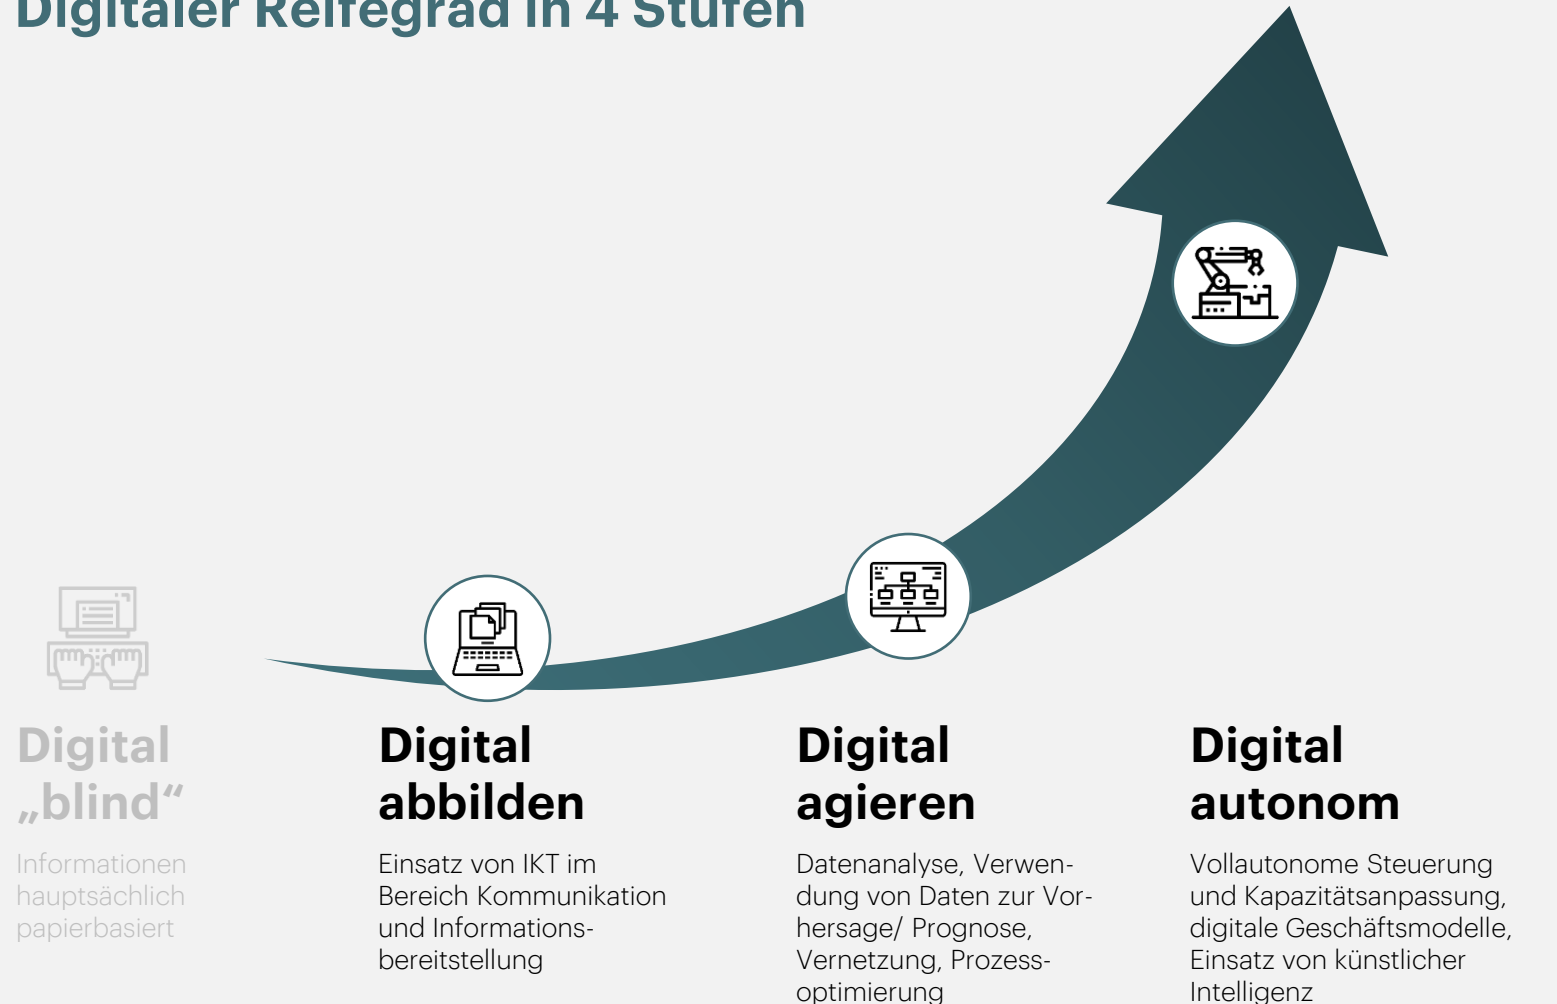 Digitaler Reifegrad in 4 Stufen
Digital
„blind“
Informationen
hauptsächlich
papierbasiert
Digital
abbilden
Einsatz von IKT im
Bereich Kommunikation
und Informations-
bereitstellung
Digital
agieren
Datenanalyse, Verwen-
dung von Daten zur Vor-
hersage/ Prognose,
Vernetzung, Prozess-
optimierung
Digital
autonom
Vollautonome Steuerung
und Kapazitätsanpassung,
digitale Geschäftsmodelle,
Einsatz von künstlicher
Intelligenz